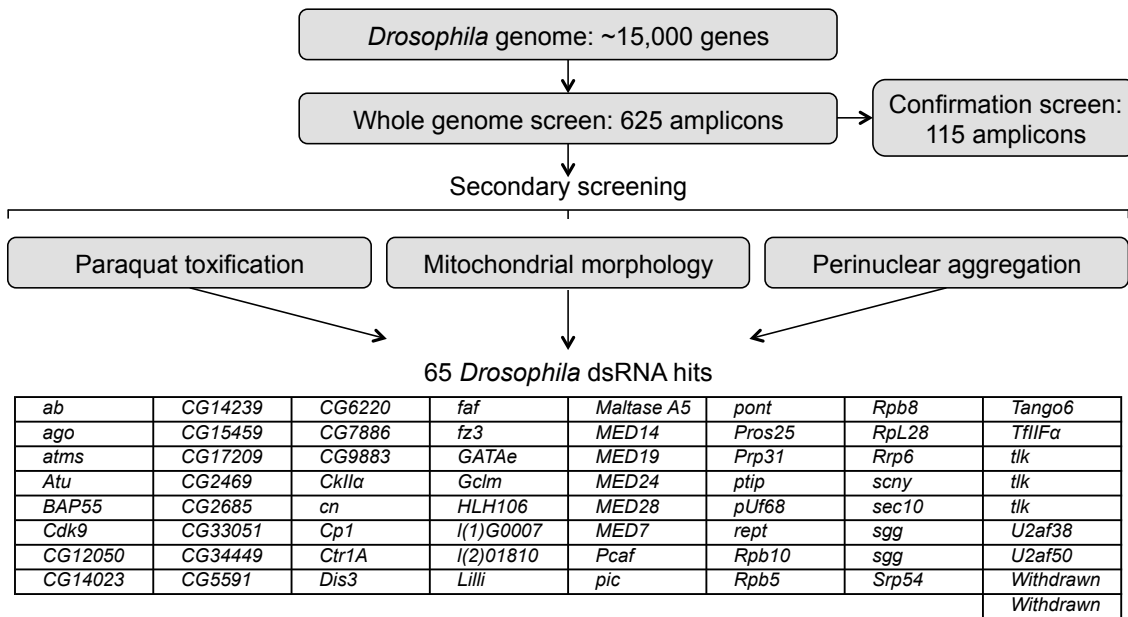 Drosophila genome: ~15,000 genes
Whole genome screen: 625 amplicons
Confirmation screen:
115 amplicons
Secondary screening
Paraquat toxification
Mitochondrial morphology
Perinuclear aggregation
65 Drosophila dsRNA hits
ab CG14239 CG6220 faf Maltase A5 pont Rpb8 Tango6
ago CG15459 CG7886 fz3 MED14 Pros25 RpL28 TfIIFα
atms CG17209 CG9883 GATAe MED19 Prp31 Rrp6 tlk
Atu CG2469 CkIIα Gclm MED24 ptip scny tlk
BAP55 CG2685 cn HLH106 MED28 pUf68 sec10 tlk
Cdk9 CG33051 Cp1 l(1)G0007 MED7 rept sgg U2af38
CG12050 CG34449 Ctr1A l(2)01810 Pcaf Rpb10 sgg U2af50
CG14023 CG5591 Dis3 Lilli pic Rpb5 Srp54 Withdrawn
Withdrawn